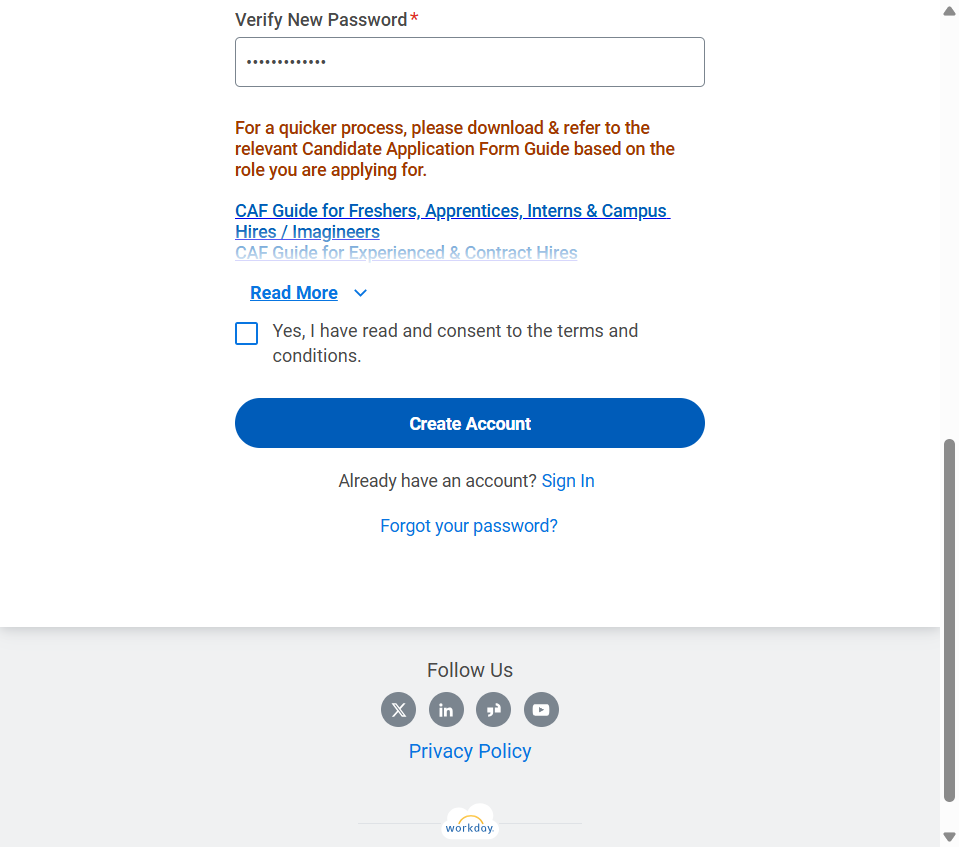 Verify New Password*
•••••••••••••
For a quicker process, please download & refer to the
relevant Candidate Application Form Guide based on the
role you are applying for.
CAF Guide for Freshers, Apprentices, Interns & Campus
Hires / Imagineers
CAF Guide for Experienced & Contract Hires
Read More
Yes, I have read and consent to the terms and
conditions.
Create Account
Already have an account? Sign In
Forgot your password?
Follow Us
Privacy Policy
workday.